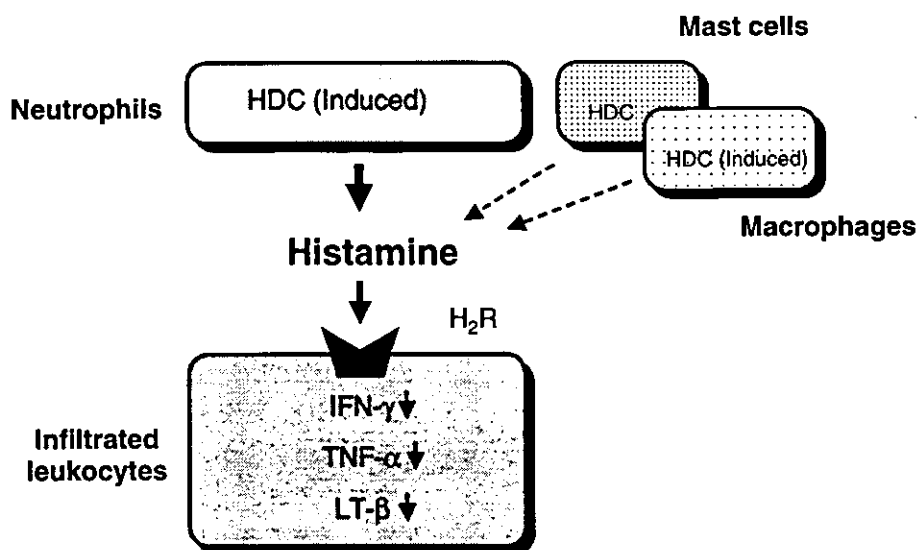 Mast cells
Neutrophils
HDC (Induced)
HDC
HDC (Induced)
Macrophages
Histamine
H₂R
Infiltrated
leukocytes
IFN-γ↓
TNF-α↓
LT-β↓